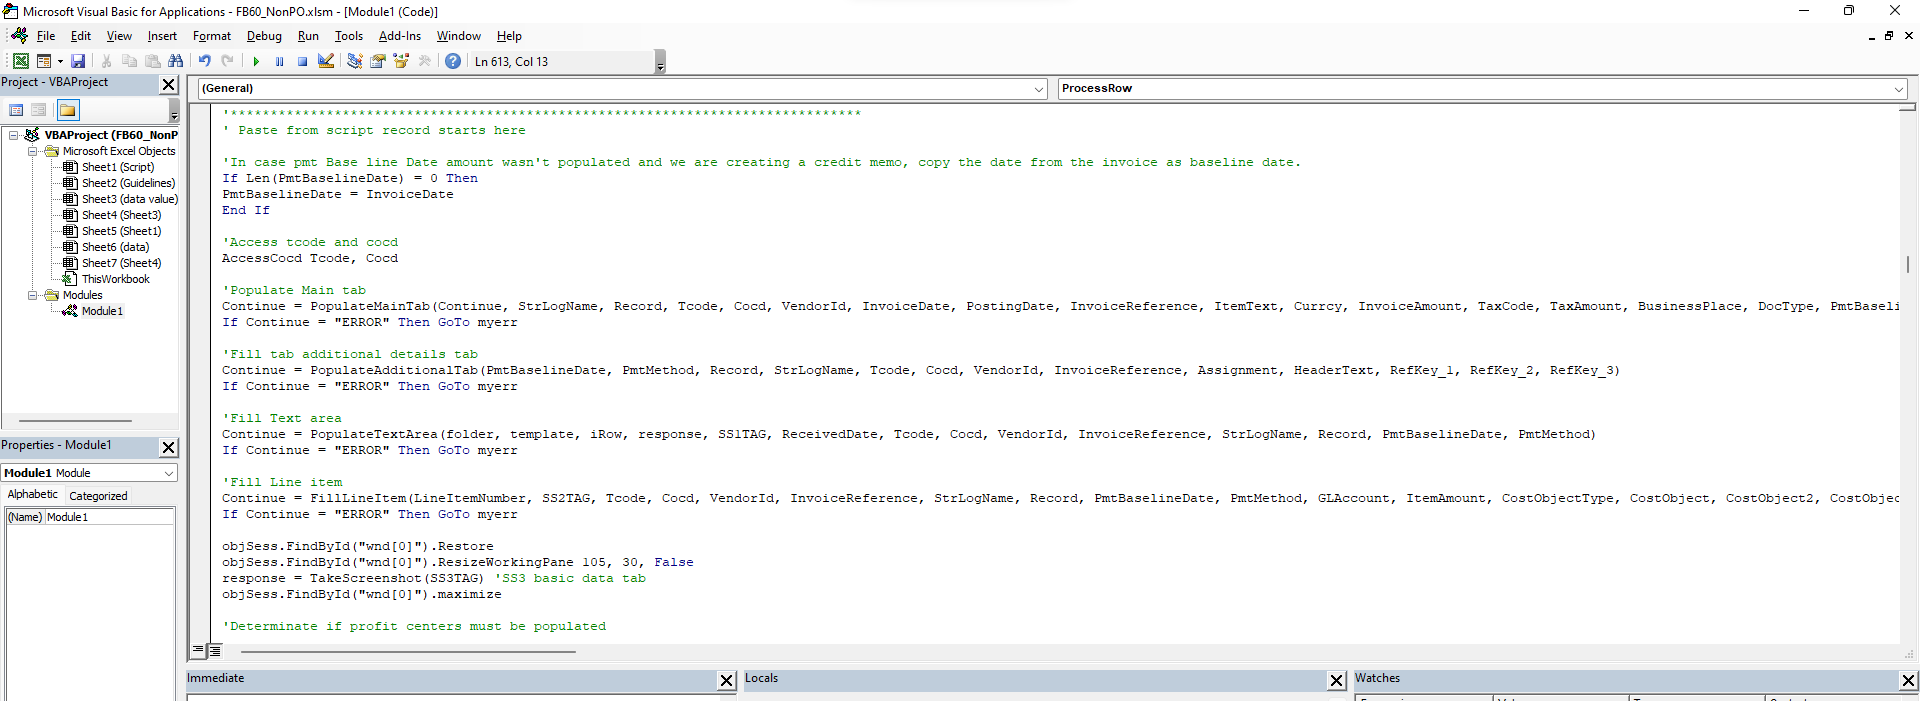 Microsoft Visual Basic for Applications - FB60_NonPO.xlsm - [Module1 (Code)]
File Edit View Insert Format Debug Run Tools Add-Ins Window Help
Ln 613, Col 13
Project - VBAProject
(General)
ProcessRow
VBAProject (FB60_NonP
Microsoft Excel Objects
Sheet1 (Script)
Sheet2 (Guidelines)
Sheet3 (data value)
Sheet4 (Sheet3)
Sheet5 (Sheet1)
Sheet6 (data)
Sheet7 (Sheet4)
ThisWorkbook
Modules
Module1
Properties - Module1
Module1 Module
Alphabetic Categorized
(Name) Module1
'*******************************************************************************
' Paste from script record starts here
'In case pmt Base line Date amount wasn't populated and we are creating a credit memo, copy the date from the invoice as baseline date.
If Len(PmtBaselineDate) = 0 Then
PmtBaselineDate = InvoiceDate
End If
'Access tcode and cocd
AccessCocd Tcode, Cocd
'Populate Main tab
Continue = PopulateMainTab(Continue, StrLogName, Record, Tcode, Cocd, VendorId, InvoiceDate, PostingDate, InvoiceReference, ItemText, Currcy, InvoiceAmount, TaxCode, TaxAmount, BusinessPlace, DocType, PmtBaseli
If Continue = "ERROR" Then GoTo myerr
'Fill tab additional details tab
Continue = PopulateAdditionalTab(PmtBaselineDate, PmtMethod, Record, StrLogName, Tcode, Cocd, VendorId, InvoiceReference, Assignment, HeaderText, RefKey_1, RefKey_2, RefKey_3)
If Continue = "ERROR" Then GoTo myerr
'Fill Text area
Continue = PopulateTextArea(folder, template, iRow, response, SS1TAG, ReceivedDate, Tcode, Cocd, VendorId, InvoiceReference, StrLogName, Record, PmtBaselineDate, PmtMethod)
If Continue = "ERROR" Then GoTo myerr
'Fill Line item
Continue = FillLineItem(LineItemNumber, SS2TAG, Tcode, Cocd, VendorId, InvoiceReference, StrLogName, Record, PmtBaselineDate, PmtMethod, GLAccount, ItemAmount, CostObjectType, CostObject, CostObject2, CostObjec
If Continue = "ERROR" Then GoTo myerr
objSess.FindById("wnd[0]").Restore
objSess.FindById("wnd[0]").ResizeWorkingPane 105, 30, False
response = TakeScreenshot(SS3TAG) 'SS3 basic data tab
objSess.FindById("wnd[0]").maximize
'Determinate if profit centers must be populated
Immediate
Locals
Watches